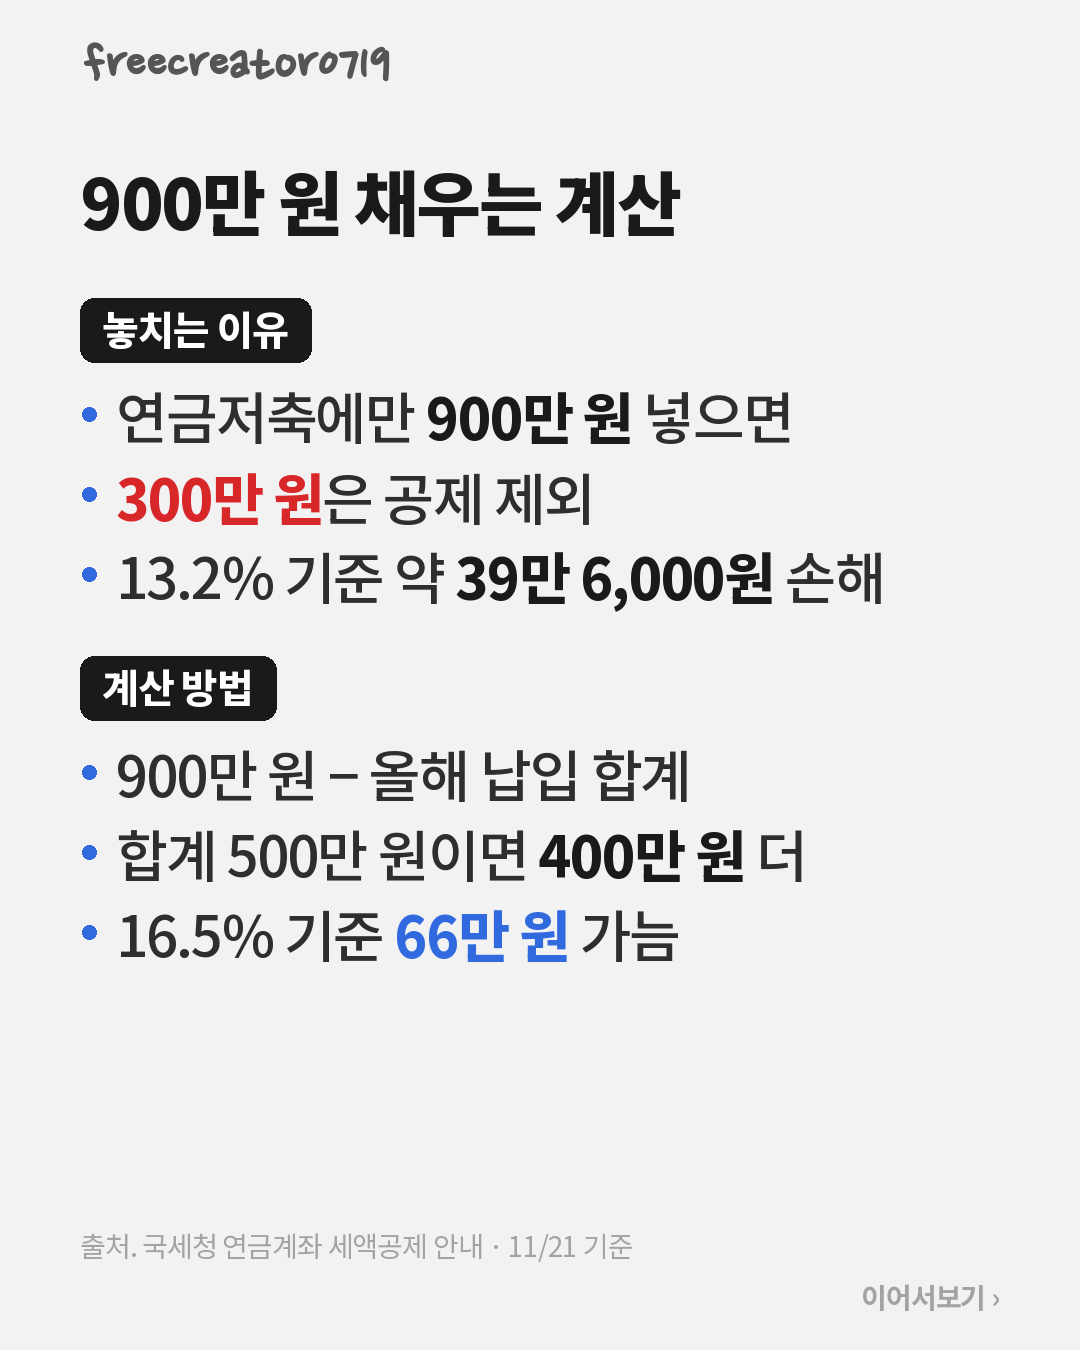 freecreator0719
900만 원 채우는 계산
놓치는 이유
• 연금저축에만 900만 원 넣으면
• 300만 원은 공제 제외
• 13.2% 기준 약 39만 6,000원 손해
계산 방법
• 900만 원 – 올해 납입 합계
• 합계 500만 원이면 400만 원 더
• 16.5% 기준 66만 원 가늠
출처. 국세청 연금계좌 세액공제 안내 · 11/21 기준
이어서보기 ›